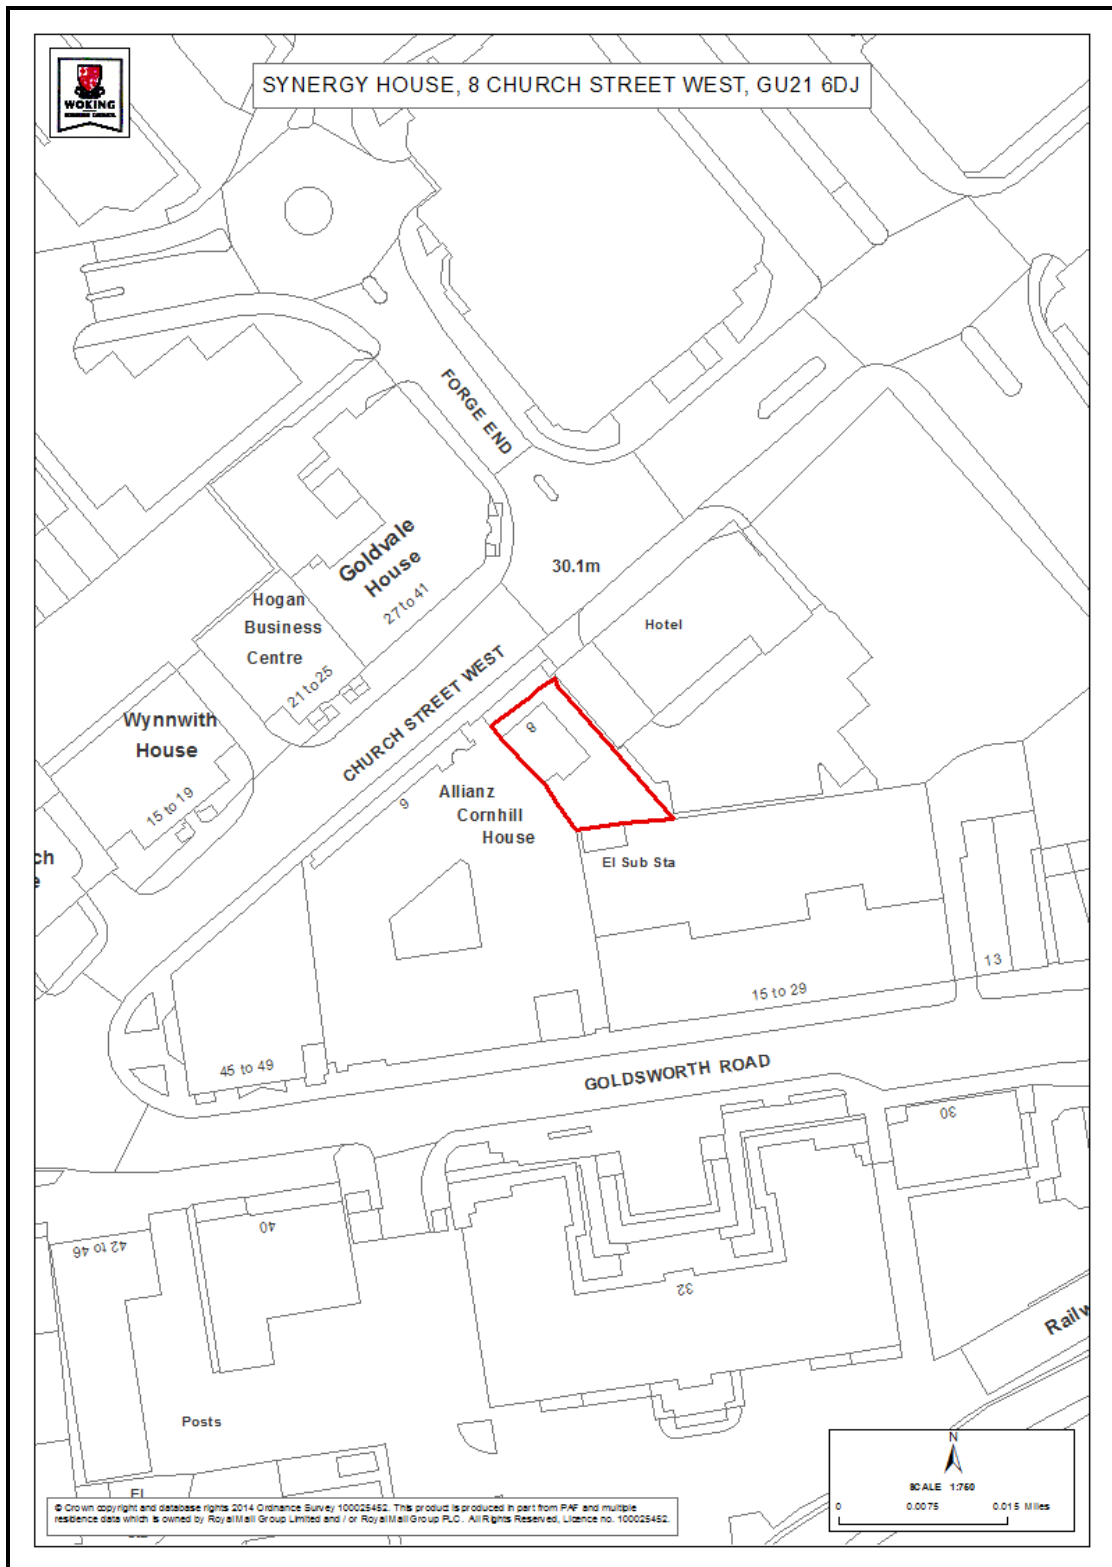 WOKING
BOROUGH COUNCIL
SYNERGY HOUSE, 8 CHURCH STREET WEST, GU21 6DJ
FORGE END
Goldvale
House
27 to 41
30.1m
Hogan
Business
Centre
21 to 25
Hotel
CHURCH STREET WEST
Wynnwith
House
15 to 19
8
9
Allianz
Cornhill
House
El Sub Sta
ch
e
13
15 to 29
45 to 49
GOLDSWORTH ROAD
30
40
42 to 46
32
Railw
Posts
El
N
SCALE 1:750
0 0.0075 0.015 Miles
© Crown copyright and database rights 2014 Ordnance Survey 100025452. This product is produced in part from PAF and multiple
residence data which is owned by Royal Mail Group Limited and / or Royal Mail Group PLC. All Rights Reserved, Licence no. 100025452.